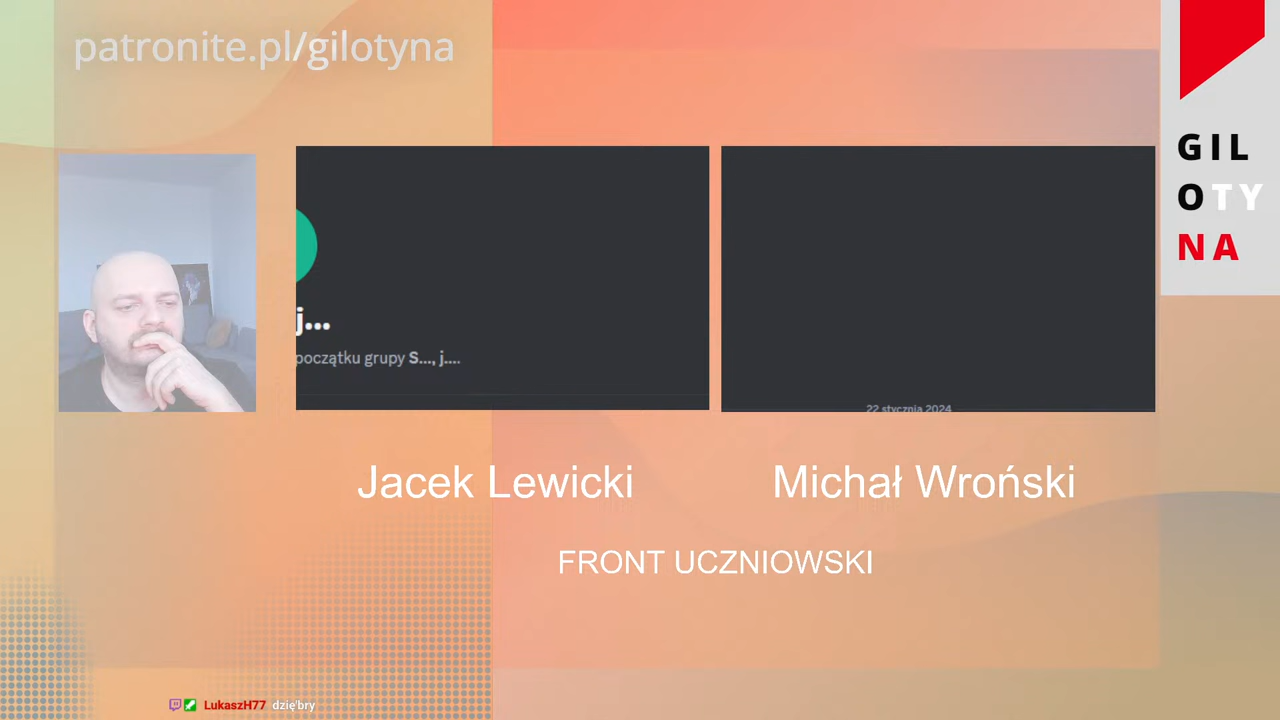 patronite.pl/gilotyna
GIL
OTY
NA
j...
początku grupy S..., j....
22 stycznia 2024
Jacek Lewicki
Michał Wroński
FRONT UCZNIOWSKI
LukaszH77 dzię'bry